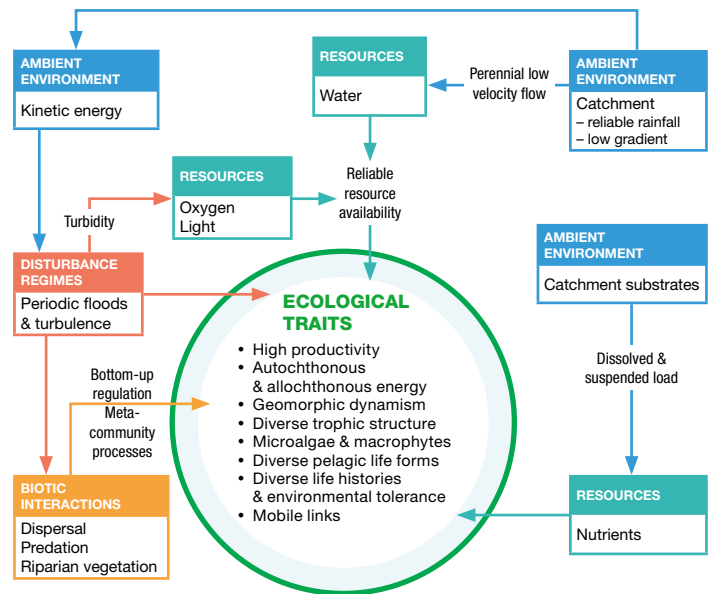 AMBIENT
ENVIRONMENT
Kinetic energy
RESOURCES
Water
Perennial low
velocity flow
AMBIENT
ENVIRONMENT
Catchment
– reliable rainfall
– low gradient
RESOURCES
Oxygen
Light
Reliable
resource
availability
Turbidity
DISTURBANCE
REGIMES
Periodic floods
& turbulence
AMBIENT
ENVIRONMENT
Catchment substrates
ECOLOGICAL
TRAITS
• High productivity
• Autochthonous
& allochthonous energy
• Geomorphic dynamism
• Diverse trophic structure
• Microalgae & macrophytes
• Diverse pelagic life forms
• Diverse life histories
& environmental tolerance
• Mobile links
Bottom-up
regulation
Meta-
community
processes
Dissolved &
suspended load
BIOTIC
INTERACTIONS
Dispersal
Predation
Riparian vegetation
RESOURCES
Nutrients